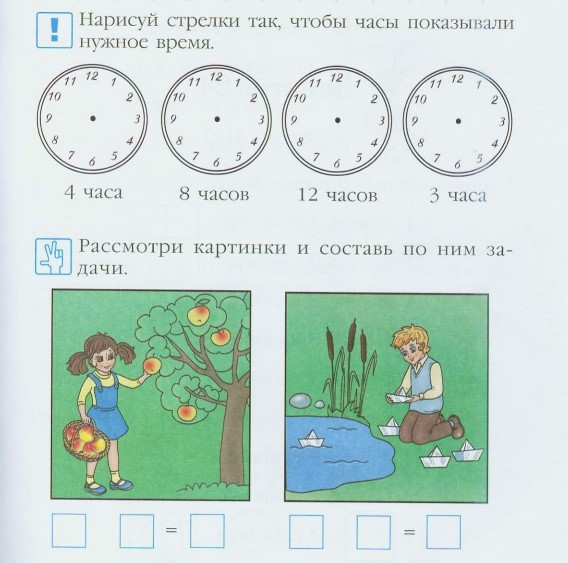 ! Нарисуй стрелки так, чтобы часы показывали
нужное время.
11 12 1
10 2
9 3
8 4
7 6 5
11 12 1
10 2
9 3
8 4
7 6 5
11 12 1
10 2
9 3
8 4
7 6 5
11 12 1
10 2
9 3
8 4
7 6 5
4 часа 8 часов 12 часов 3 часа
Рассмотри картинки и составь по ним за-
дачи.
= =